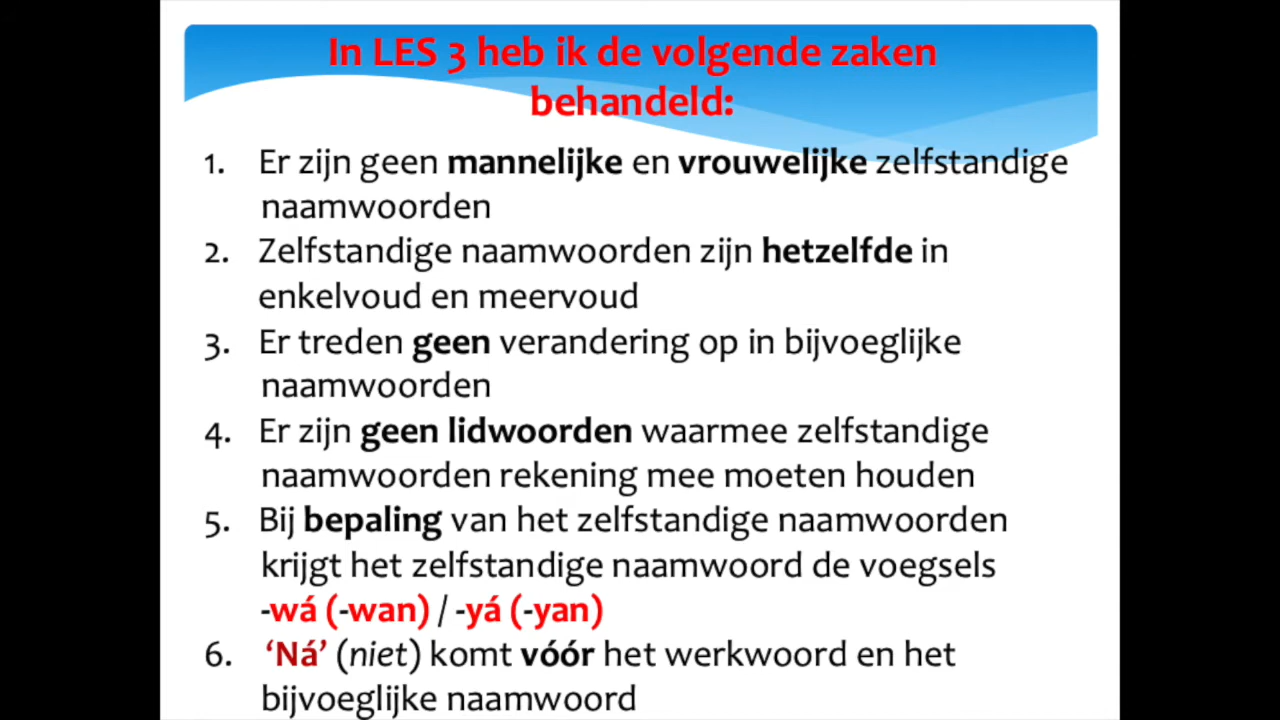 In LES 3 heb ik de volgende zaken
behandeld:
1. Er zijn geen mannelijke en vrouwelijke zelfstandige
naamwoorden
2. Zelfstandige naamwoorden zijn hetzelfde in
enkelvoud en meervoud
3. Er treden geen verandering op in bijvoeglijke
naamwoorden
4. Er zijn geen lidwoorden waarmee zelfstandige
naamwoorden rekening mee moeten houden
5. Bij bepaling van het zelfstandige naamwoorden
krijgt het zelfstandige naamwoord de voegsels
-wá (-wan) / -yá (-yan)
6. ‘Ná’ (niet) komt vóór het werkwoord en het
bijvoeglijke naamwoord